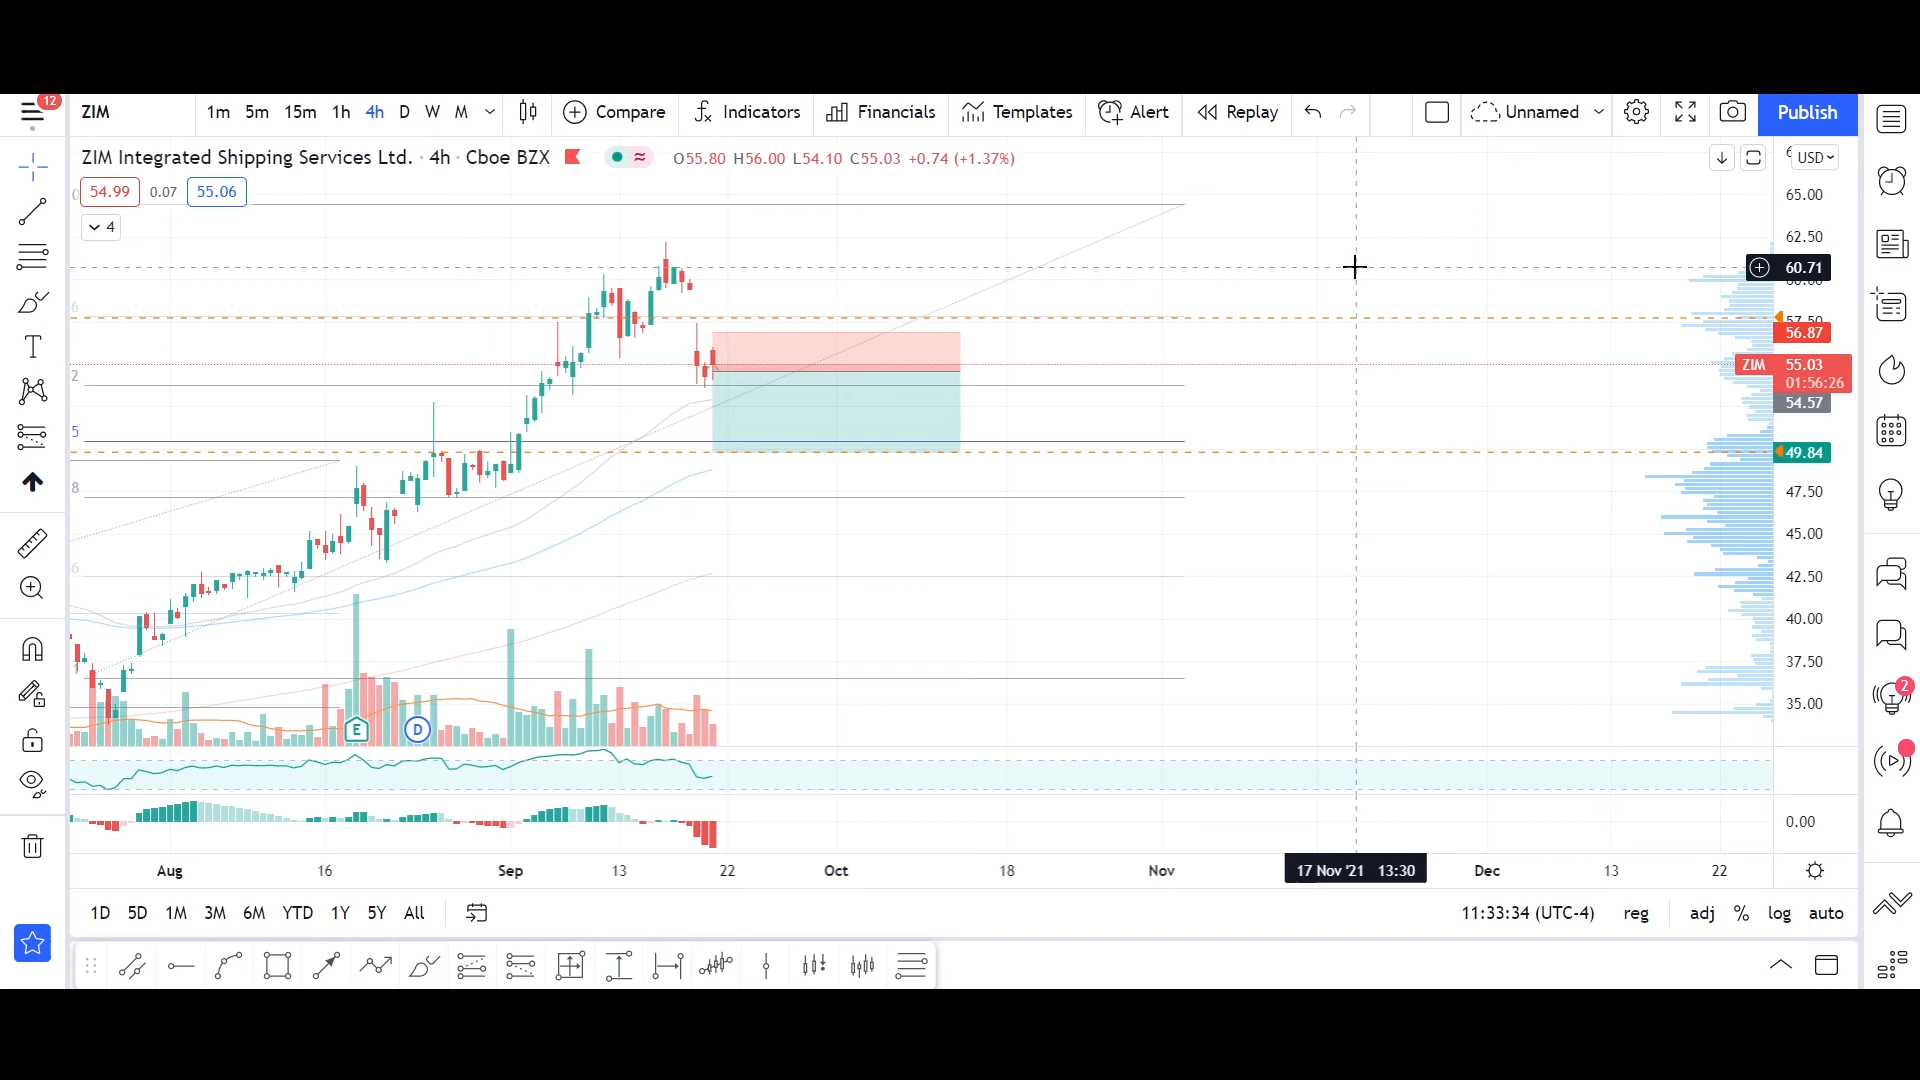 12
ZIM 1m 5m 15m 1h 4h D W M Compare Indicators Financials Templates Alert Replay Unnamed Publish
ZIM Integrated Shipping Services Ltd. · 4h · Cboe BZX O55.80 H56.00 L54.10 C55.03 +0.74 (+1.37%) USD
54.99 0.07 55.06
65.00
4
62.50
60.71
57.50
56.87
ZIM 55.03
01:56:26
54.57
49.84
47.50
45.00
42.50
40.00
37.50
35.00
E D
2
0.00
Aug 16 Sep 13 22 Oct 18 Nov 17 Nov '21 13:30 Dec 13 22
1D 5D 1M 3M 6M YTD 1Y 5Y All 11:33:34 (UTC-4) reg adj % log auto